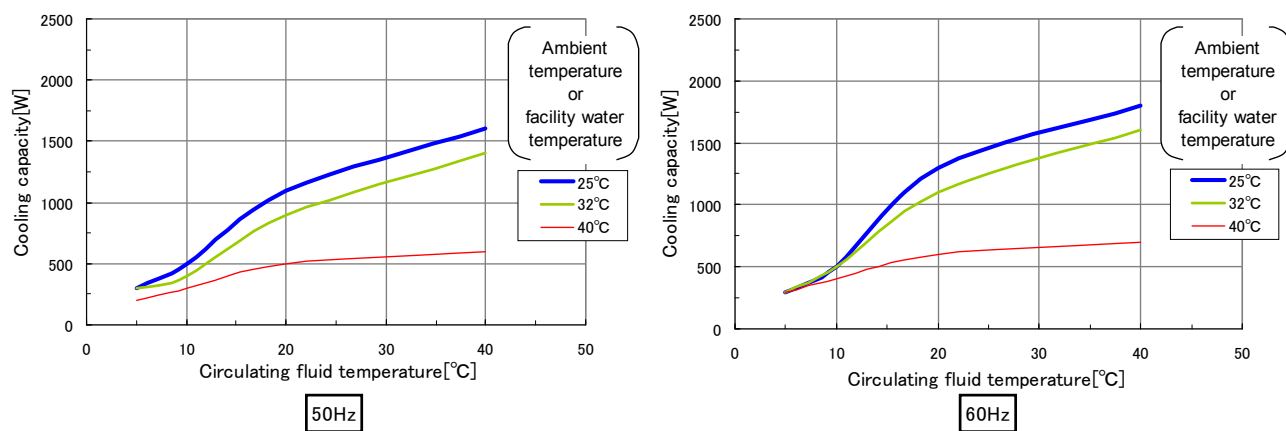 2500
2000
1500
1000
500
0
Cooling capacity[W]
0 10 20 30 40 50
Circulating fluid temperature[℃]
Ambient
temperature
or
facility water
temperature
25℃
32℃
40℃
50Hz
2500
2000
1500
1000
500
0
Cooling capacity[W]
0 10 20 30 40 50
Circulating fluid temperature[℃]
Ambient
temperature
or
facility water
temperature
25℃
32℃
40℃
60Hz